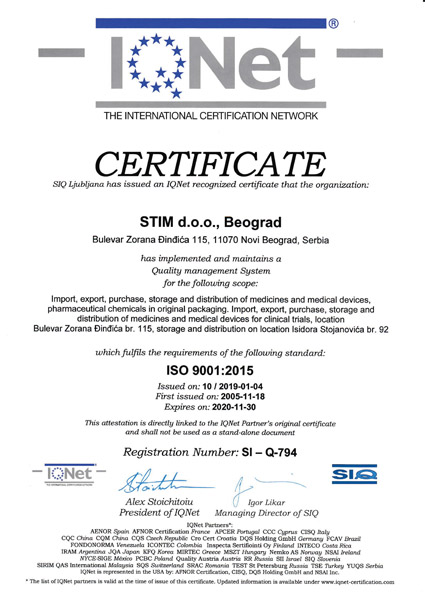 IQNet ®
THE INTERNATIONAL CERTIFICATION NETWORK
CERTIFICATE
SIQ Ljubljana has issued an IQNet recognized certificate that the organization:
STIM d.o.o., Beograd
Bulevar Zorana Đinđića 115, 11070 Novi Beograd, Serbia
has implemented and maintains a
Quality management System
for the following scope:
Import, export, purchase, storage and distribution of medicines and medical devices,
pharmaceutical chemicals in original packaging. Import, export, purchase, storage and
distribution of medicines and medical devices for clinical trials, location
Bulevar Zorana Đinđića br. 115, storage and distribution on location Isidora Stojanovića br. 92
which fulfils the requirements of the following standard:
ISO 9001:2015
Issued on: 10 / 2019-01-04
First issued on: 2005-11-18
Expires on: 2020-11-30
This attestation is directly linked to the IQNet Partner's original certificate
and shall not be used as a stand-alone document
Registration Number: SI – Q-794
IQNet ®
THE INTERNATIONAL CERTIFICATION NETWORK
SIQ
Alex Stoichitoiu
President of IQNet
Igor Likar
Managing Director of SIQ
IQNet Partners*:
AENOR Spain AFNOR Certification France APCER Portugal CCC Cyprus CISQ Italy
CQC China CQM China CQS Czech Republic Cro Cert Croatia DQS Holding GmbH Germany FCAV Brazil
FONDONORMA Venezuela ICONTEC Colombia Inspecta Sertifiointi Oy Finland INTECO Costa Rica
IRAM Argentina JQA Japan KFQ Korea MIRTEC Greece MSZT Hungary Nemko AS Norway NSAI Ireland
NYCE-SIGE México PCBC Poland Quality Austria Austria RR Russia SII Israel SIQ Slovenia
SIRIM QAS International Malaysia SQS Switzerland SRAC Romania TEST St Petersburg Russia TSE Turkey YUQS Serbia
IQNet is represented in the USA by: AFNOR Certification, CISQ, DQS Holding GmbH and NSAI Inc.
* The list of IQNet partners is valid at the time of issue of this certificate. Updated information is available under www.iqnet-certification.com